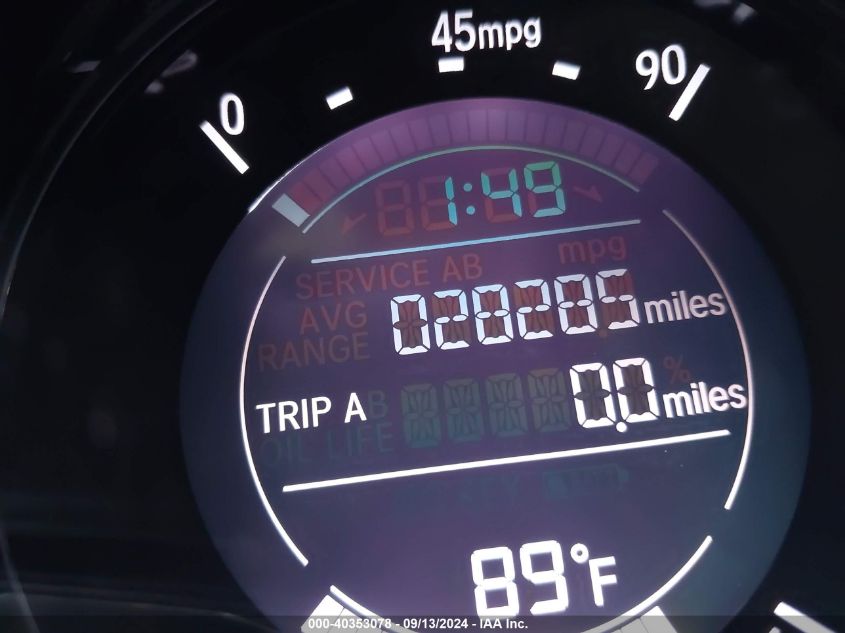 45mpg
0 90
1:49
mpg
SERVICE AB
AVG 028285 miles
RANGE
%
TRIP A B 0.0 miles
OIL LIFE
89°F
000-40353078 - 09/13/2024 - IAA Inc.